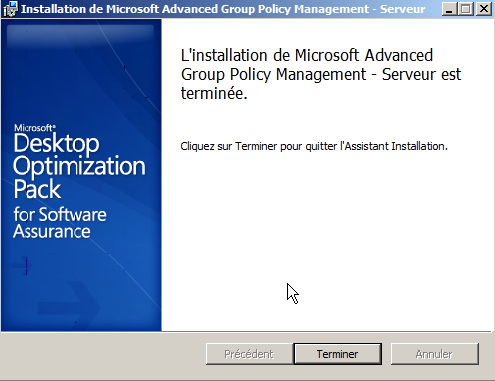 Installation de Microsoft Advanced Group Policy Management - Serveur
L'installation de Microsoft Advanced
Group Policy Management - Serveur est
terminée.
Cliquez sur Terminer pour quitter l'Assistant Installation.
Microsoft®
Desktop
Optimization
Pack
for Software
Assurance
Précédent
Terminer
Annuler